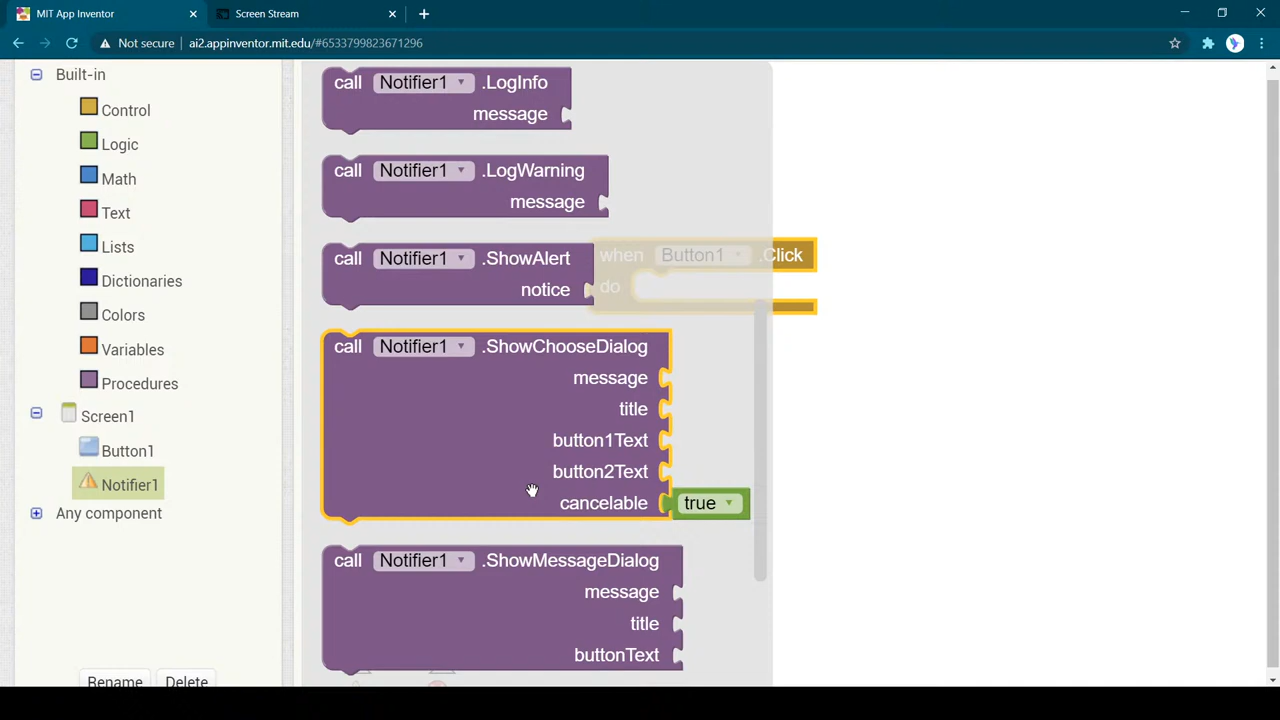 MIT App Inventor
Screen Stream
Not secure
ai2.appinventor.mit.edu/#6533799823671296
Built-in
Control
Logic
Math
Text
Lists
Dictionaries
Colors
Variables
Procedures
Screen1
Button1
Notifier1
Any component
Rename
Delete
call Notifier1 .LogInfo
message
call Notifier1 .LogWarning
message
call Notifier1 .ShowAlert
notice
when Button1 .Click
do
call Notifier1 .ShowChooseDialog
message
title
button1Text
button2Text
cancelable true
call Notifier1 .ShowMessageDialog
message
title
buttonText